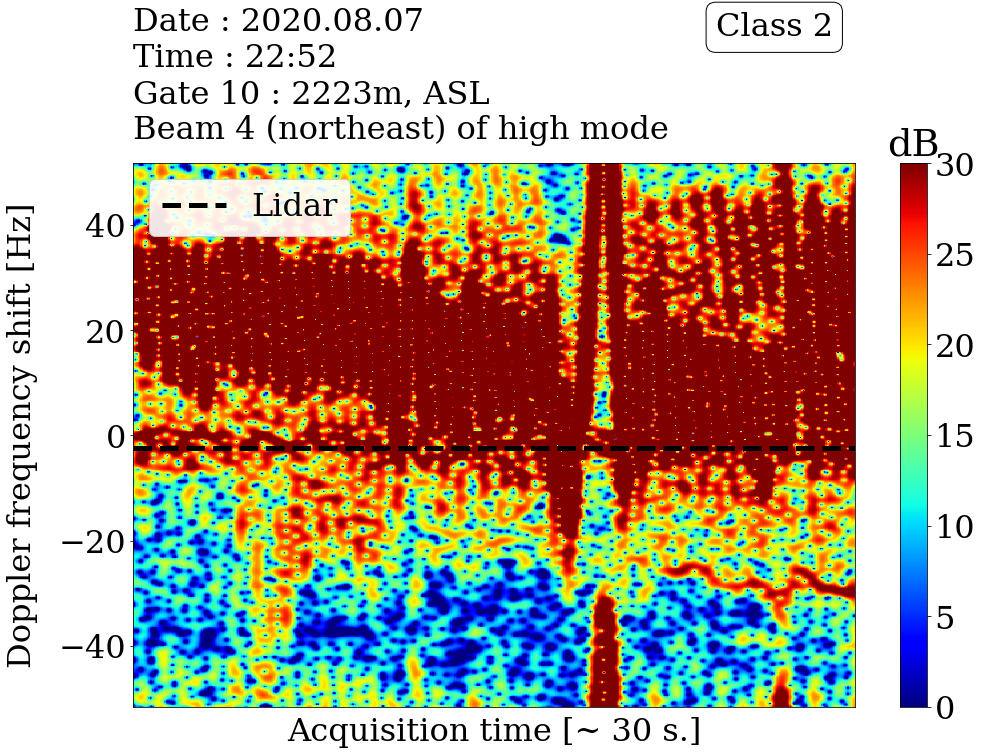 Date : 2020.08.07
Time : 22:52
Gate 10 : 2223m, ASL
Beam 4 (northeast) of high mode
Class 2
dB
Lidar
Doppler frequency shift [Hz]
40
20
0
−20
−40
30
25
20
15
10
5
0
Acquisition time [~ 30 s.]